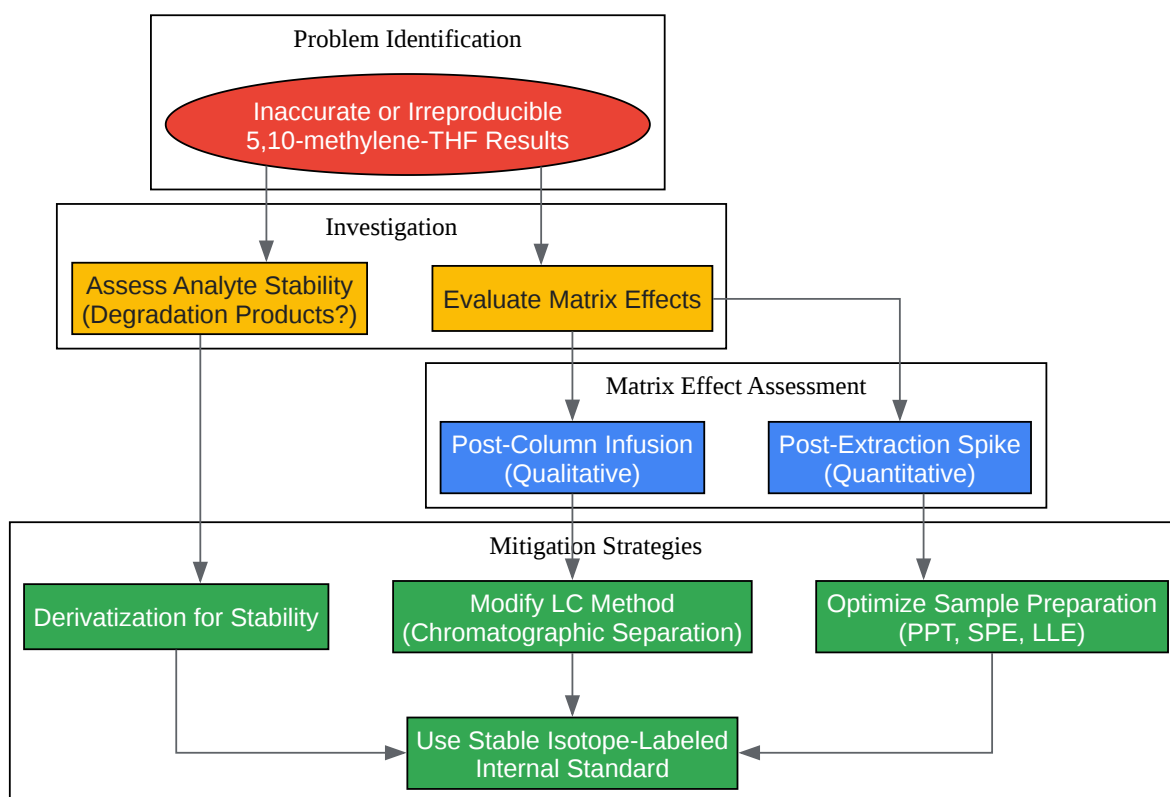 Problem Identification
Inaccurate or Irreproducible
5,10-methylene-THF Results
Investigation
Assess Analyte Stability
(Degradation Products?)
Evaluate Matrix Effects
Matrix Effect Assessment
Post-Column Infusion
(Qualitative)
Post-Extraction Spike
(Quantitative)
Mitigation Strategies
Derivatization for Stability
Modify LC Method
(Chromatographic Separation)
Optimize Sample Preparation
(PPT, SPE, LLE)
Use Stable Isotope-Labeled
Internal Standard